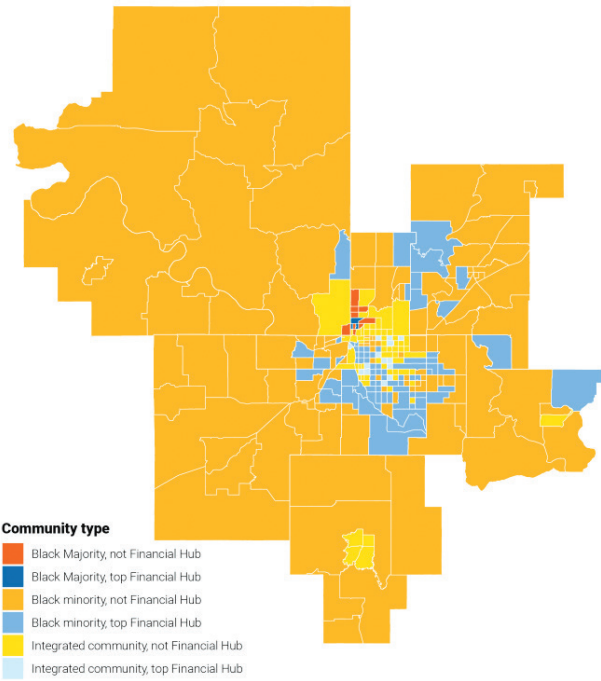 Community type
Black Majority, not Financial Hub
Black Majority, top Financial Hub
Black minority, not Financial Hub
Black minority, top Financial Hub
Integrated community, not Financial Hub
Integrated community, top Financial Hub